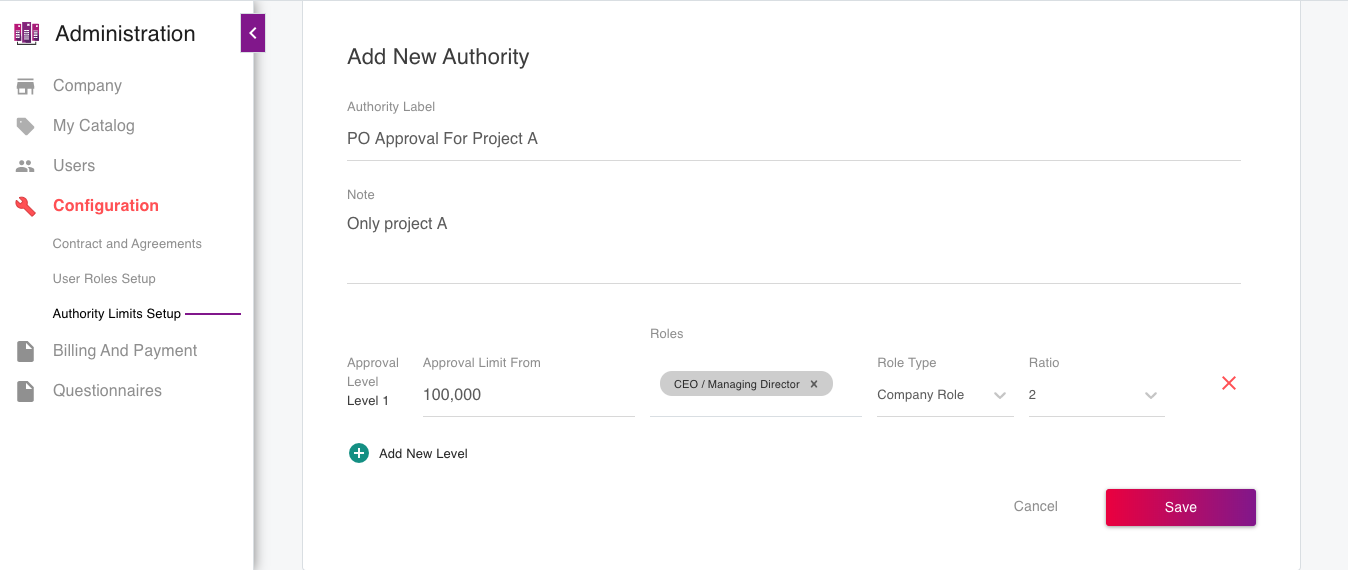 Administration
Company
My Catalog
Users
Configuration
Contract and Agreements
User Roles Setup
Authority Limits Setup
Billing And Payment
Questionnaires
Add New Authority
Authority Label
PO Approval For Project A
Note
Only project A
Approval
Level
Level 1
Approval Limit From
100,000
Roles
CEO / Managing Director
Role Type
Company Role
Ratio
2
Add New Level
Cancel
Save